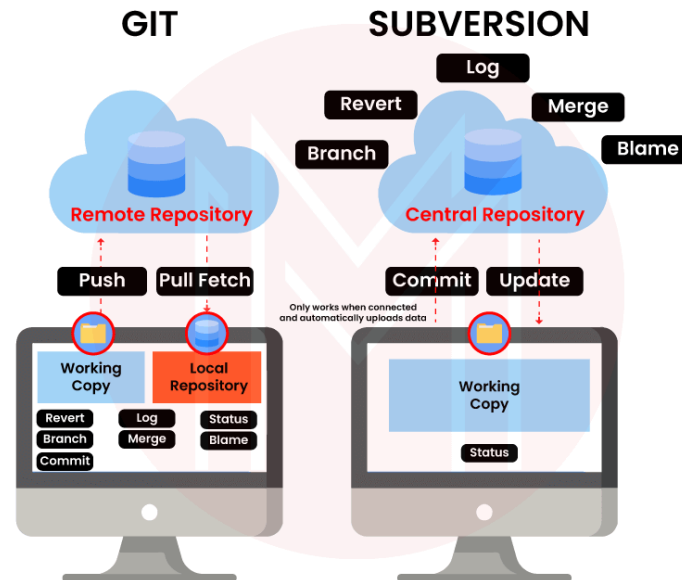 GIT
Remote Repository
Push
Pull Fetch
Working
Copy
Local
Repository
Revert
Log
Status
Branch
Merge
Blame
Commit
SUBVERSION
Log
Revert
Merge
Branch
Blame
Central Repository
Commit
Update
Only works when connected
and automatically uploads data
Working
Copy
Status